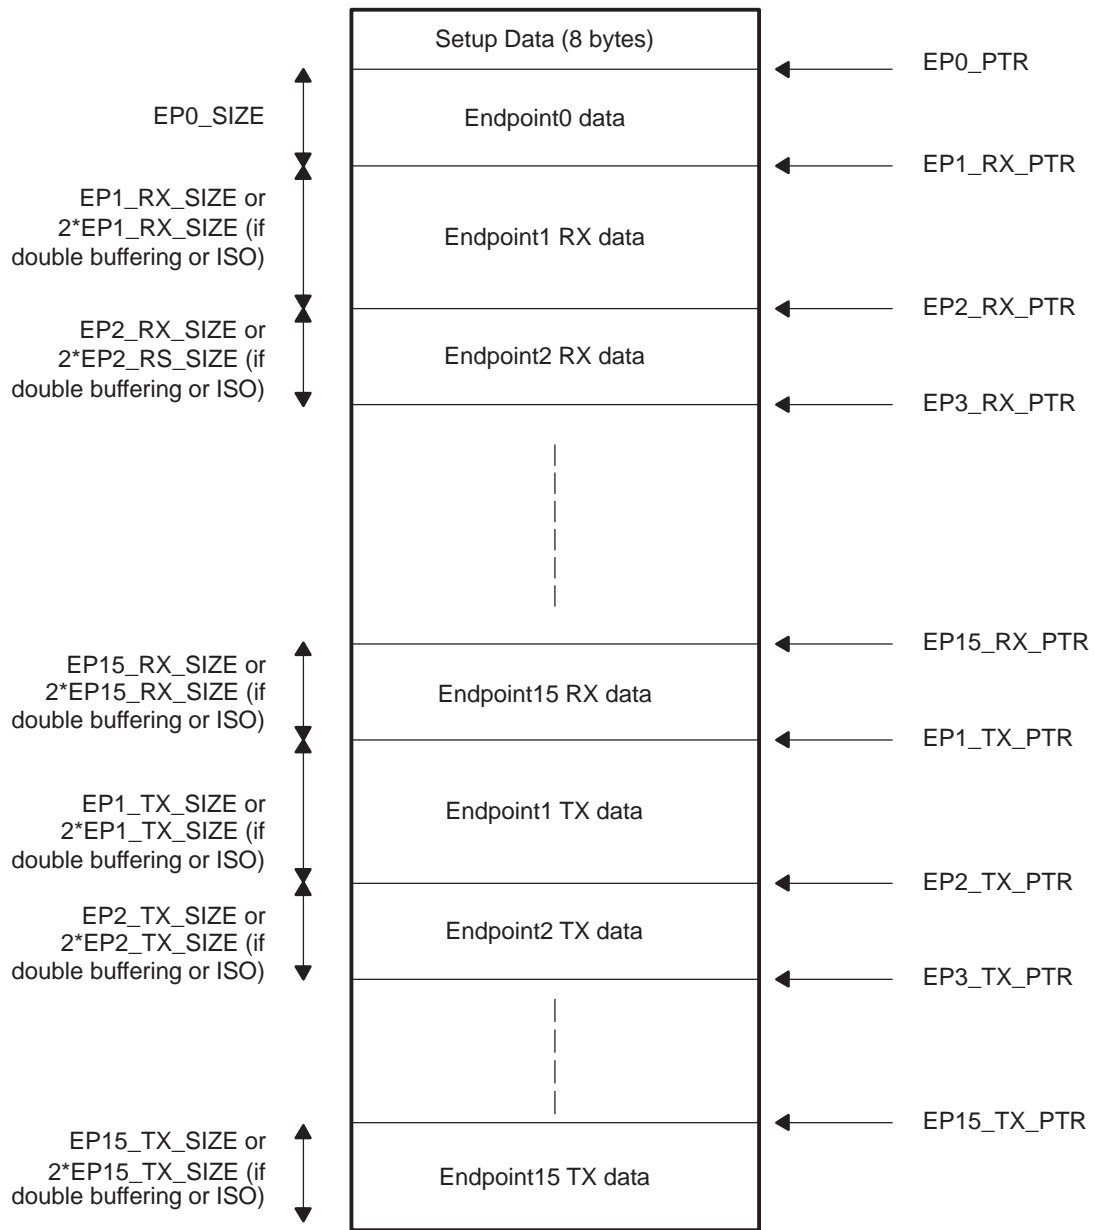 Setup Data (8 bytes)
EP0_PTR
EP0_SIZE
Endpoint0 data
EP1_RX_PTR
EP1_RX_SIZE or
2*EP1_RX_SIZE (if
double buffering or ISO)
Endpoint1 RX data
EP2_RX_PTR
EP2_RX_SIZE or
2*EP2_RS_SIZE (if
double buffering or ISO)
Endpoint2 RX data
EP3_RX_PTR
EP15_RX_PTR
EP15_RX_SIZE or
2*EP15_RX_SIZE (if
double buffering or ISO)
Endpoint15 RX data
EP1_TX_PTR
EP1_TX_SIZE or
2*EP1_TX_SIZE (if
double buffering or ISO)
Endpoint1 TX data
EP2_TX_PTR
EP2_TX_SIZE or
2*EP2_TX_SIZE (if
double buffering or ISO)
Endpoint2 TX data
EP3_TX_PTR
EP15_TX_PTR
EP15_TX_SIZE or
2*EP15_TX_SIZE (if
double buffering or ISO)
Endpoint15 TX data